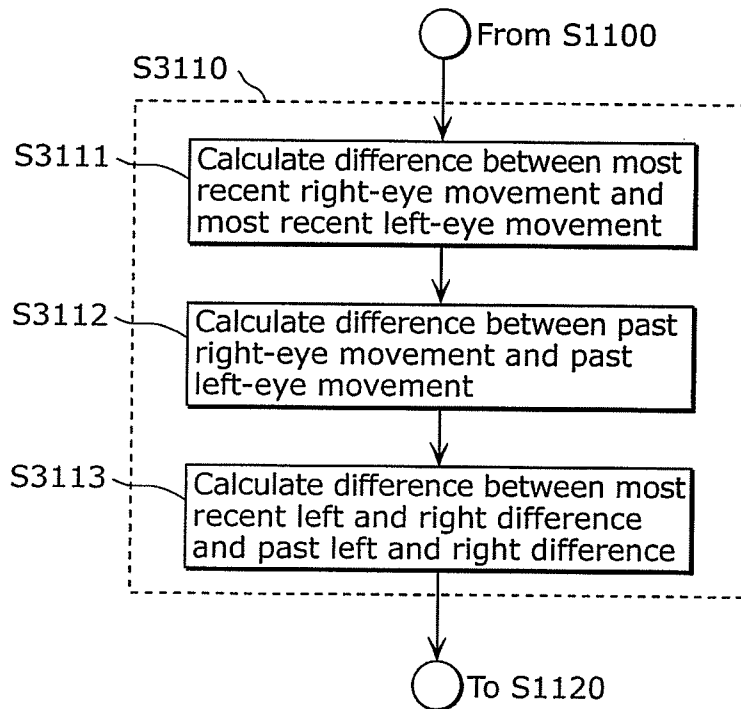 From S1100
S3110
S3111
Calculate difference between most
recent right-eye movement and
most recent left-eye movement
S3112
Calculate difference between past
right-eye movement and past
left-eye movement
S3113
Calculate difference between most
recent left and right difference
and past left and right difference
To S1120